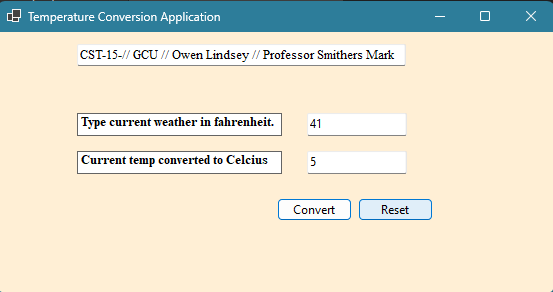 Temperature Conversion Application
CST-15-// GCU // Owen Lindsey // Professor Smithers Mark
Type current weather in fahrenheit.
41
Current temp converted to Celcius
5
Convert
Reset